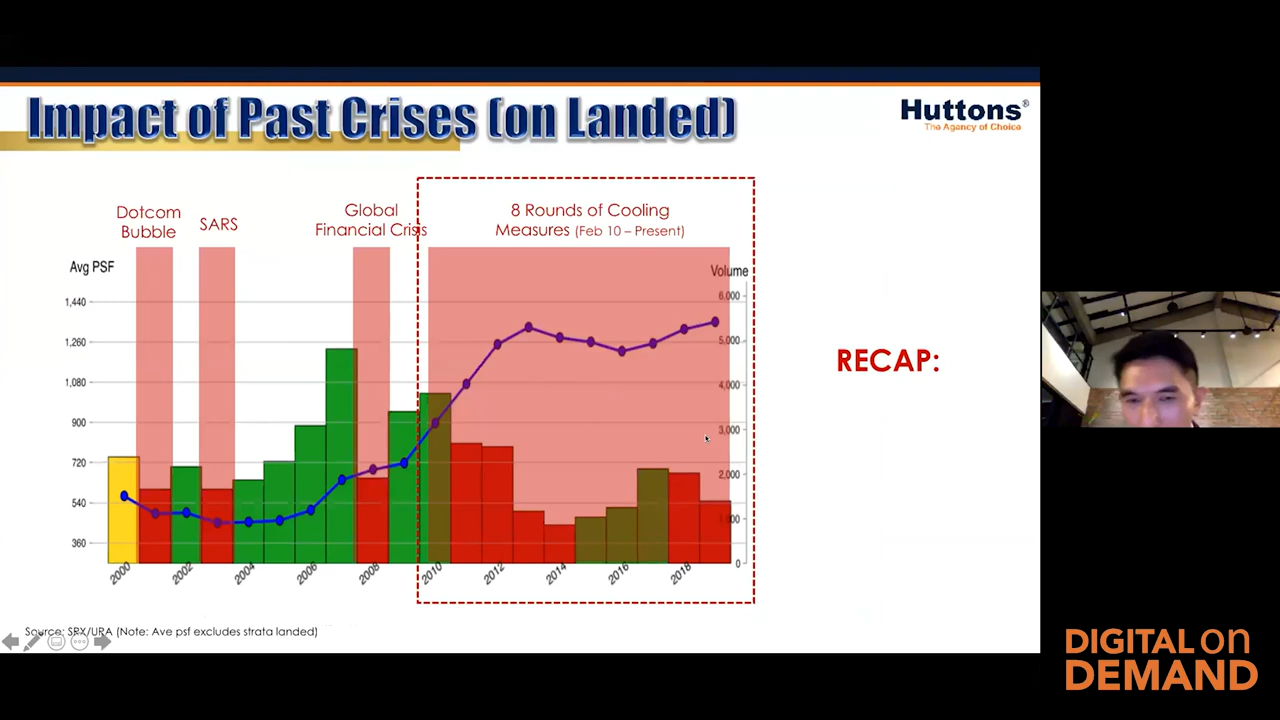 Impact of Past Crises (on Landed)
Huttons®
The Agency of Choice
Dotcom
Bubble
SARS
Global
Financial Crisis
8 Rounds of Cooling
Measures (Feb 10 – Present)
Avg PSF
Volume
1,440
1,260
1,080
900
720
540
360
6,000
5,000
4,000
3,000
2,000
1,000
0
2000
2002
2004
2006
2008
2010
2012
2014
2016
2018
RECAP:
Source: SRX/URA (Note: Ave psf excludes strata landed)
DIGITAL on
DEMAND